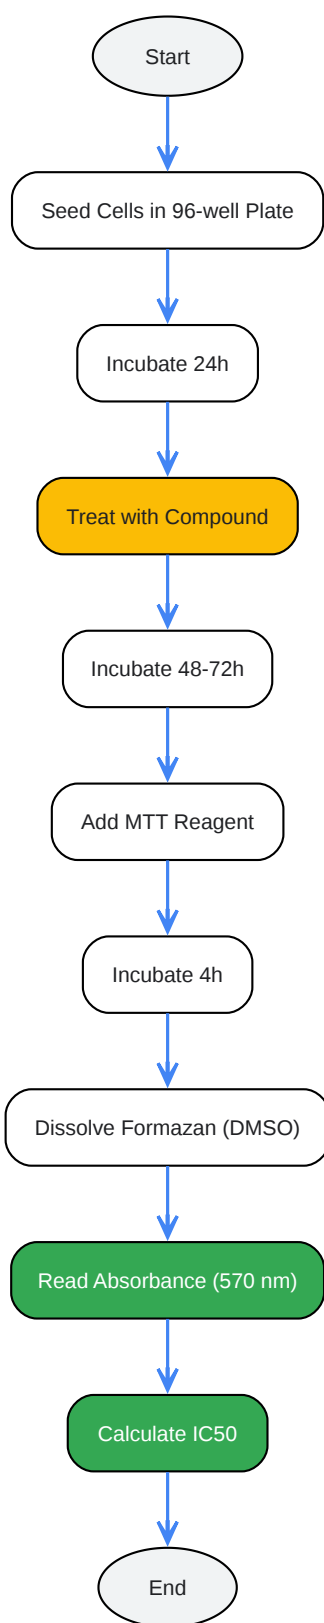 Start
Seed Cells in 96-well Plate
Incubate 24h
Treat with Compound
Incubate 48-72h
Add MTT Reagent
Incubate 4h
Dissolve Formazan (DMSO)
Read Absorbance (570 nm)
Calculate IC50
End